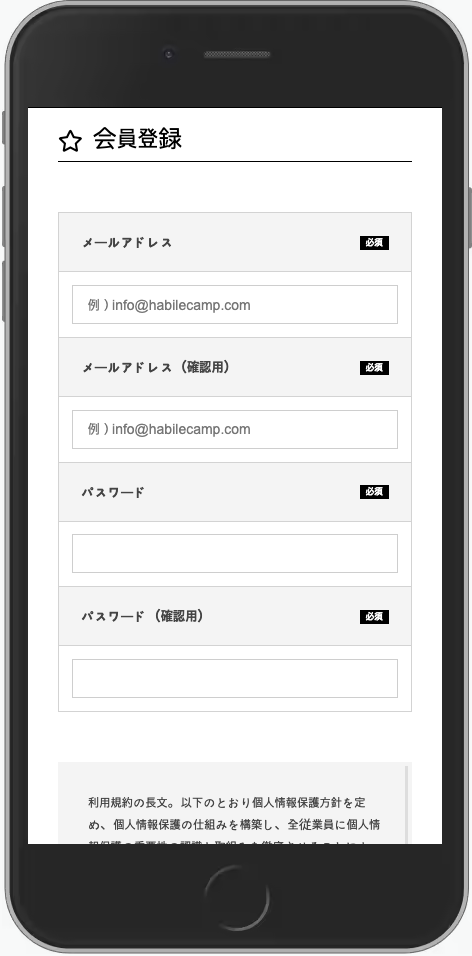 会員登録
メールアドレス 必須
例 ) info@habilecamp.com
メールアドレス（確認用） 必須
例 ) info@habilecamp.com
パスワード 必須
パスワード（確認用） 必須
利用規約の長文。以下のとおり個人情報保護方針を定
め、個人情報保護の仕組みを構築し、全従業員に個人情